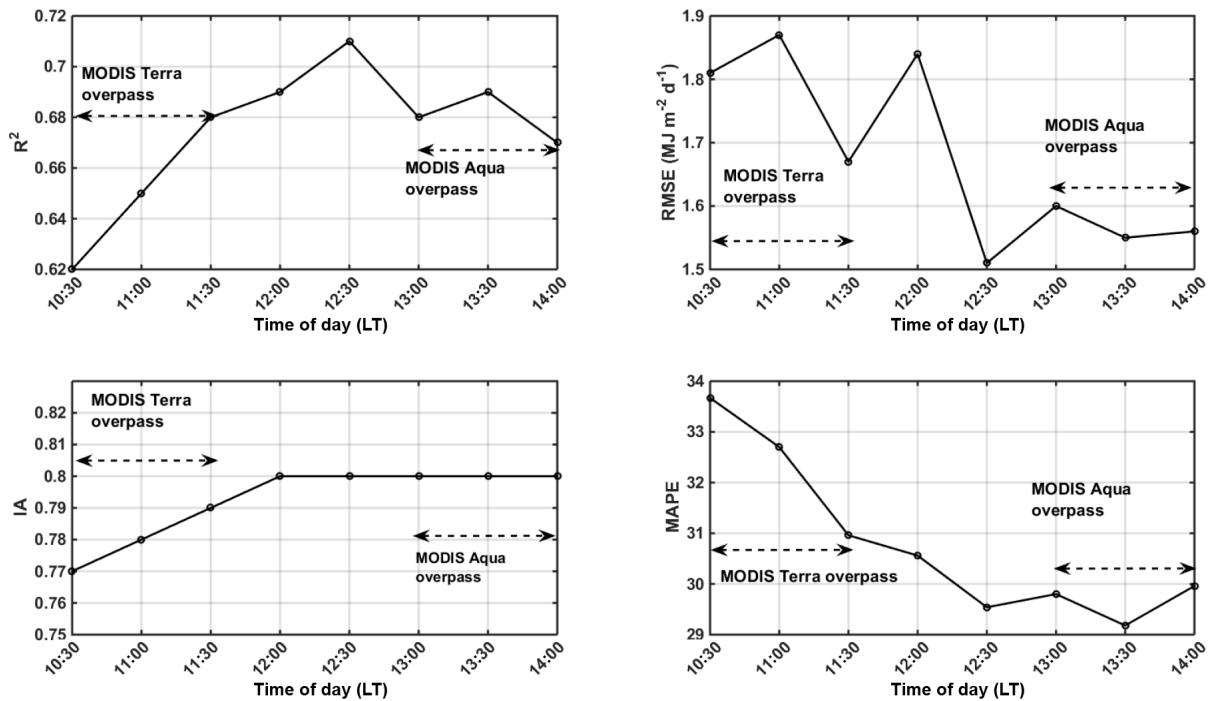 0.72
0.7
0.68
0.66
0.64
0.62
R²
MODIS Terra
overpass
MODIS Aqua
overpass
10:30
11:00
11:30
12:00
12:30
13:00
13:30
14:00
Time of day (LT)
1.9
1.8
1.7
1.6
1.5
RMSE (MJ m⁻² d⁻¹)
MODIS Aqua
overpass
MODIS Terra
overpass
10:30
11:00
11:30
12:00
12:30
13:00
13:30
14:00
Time of day (LT)
0.82
0.81
0.8
0.79
0.78
0.77
0.76
0.75
IA
MODIS Terra
overpass
MODIS Aqua
overpass
10:30
11:00
11:30
12:00
12:30
13:00
13:30
14:00
Time of day (LT)
34
33
32
31
30
29
MAPE
MODIS Aqua
overpass
MODIS Terra overpass
10:30
11:00
11:30
12:00
12:30
13:00
13:30
14:00
Time of day (LT)